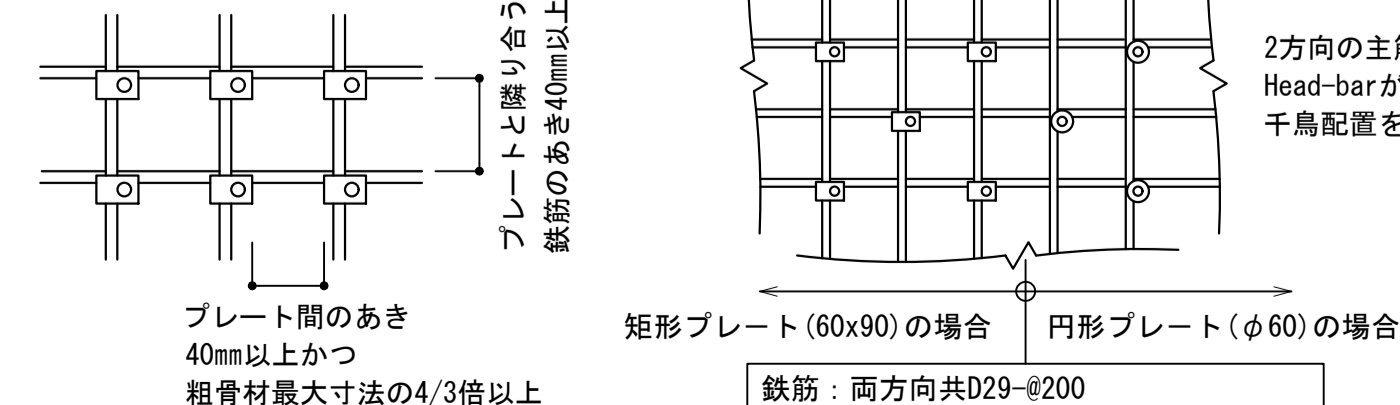 プレートと隣り合う
鉄筋のあき40mm以上
プレート間のあき
40mm以上かつ
粗骨材最大寸法の4/3倍以上
2方向の主筋
Head-barが
千鳥配置を
矩形プレート(60x90)の場合
円形プレート(φ60)の場合
鉄筋：両方向共D29-@200